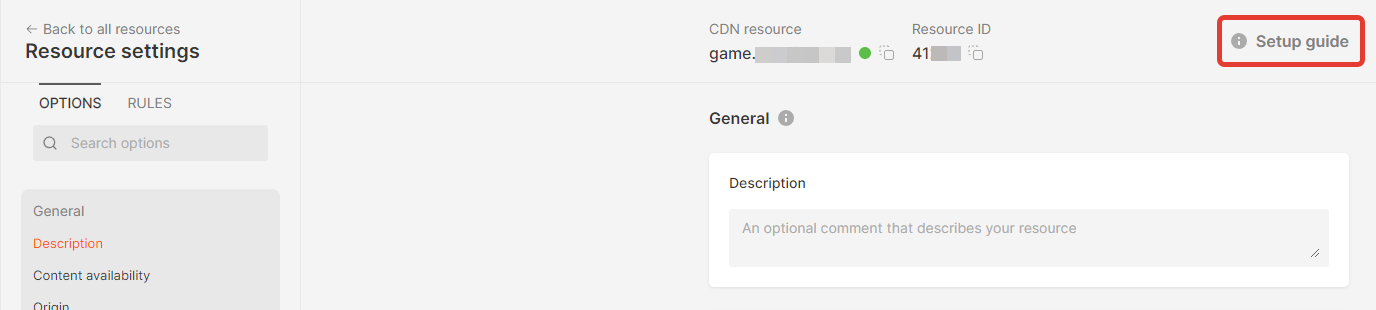 Back to all resources
Resource settings
CDN resource
game.
Resource ID
41
Setup guide
OPTIONS
RULES
Search options
General
Description
Content availability
Origin
General
Description
An optional comment that describes your resource